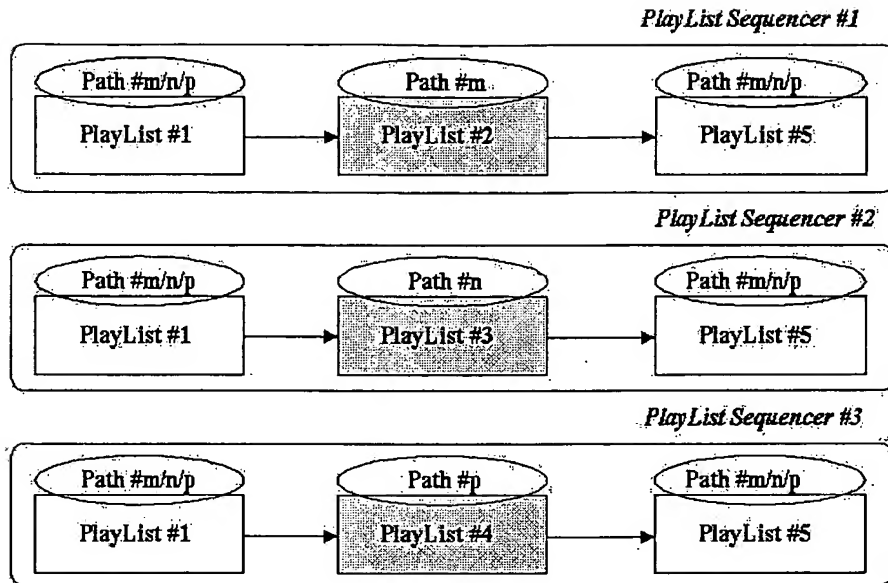 PlayList Sequencer #1
Path #m/n/p Path #m Path #m/n/p
PlayList #1 PlayList #2 PlayList #5
PlayList Sequencer #2
Path #m/n/p Path #n Path #m/n/p
PlayList #1 PlayList #3 PlayList #5
PlayList Sequencer #3
Path #m/n/p Path #p Path #m/n/p
PlayList #1 PlayList #4 PlayList #5